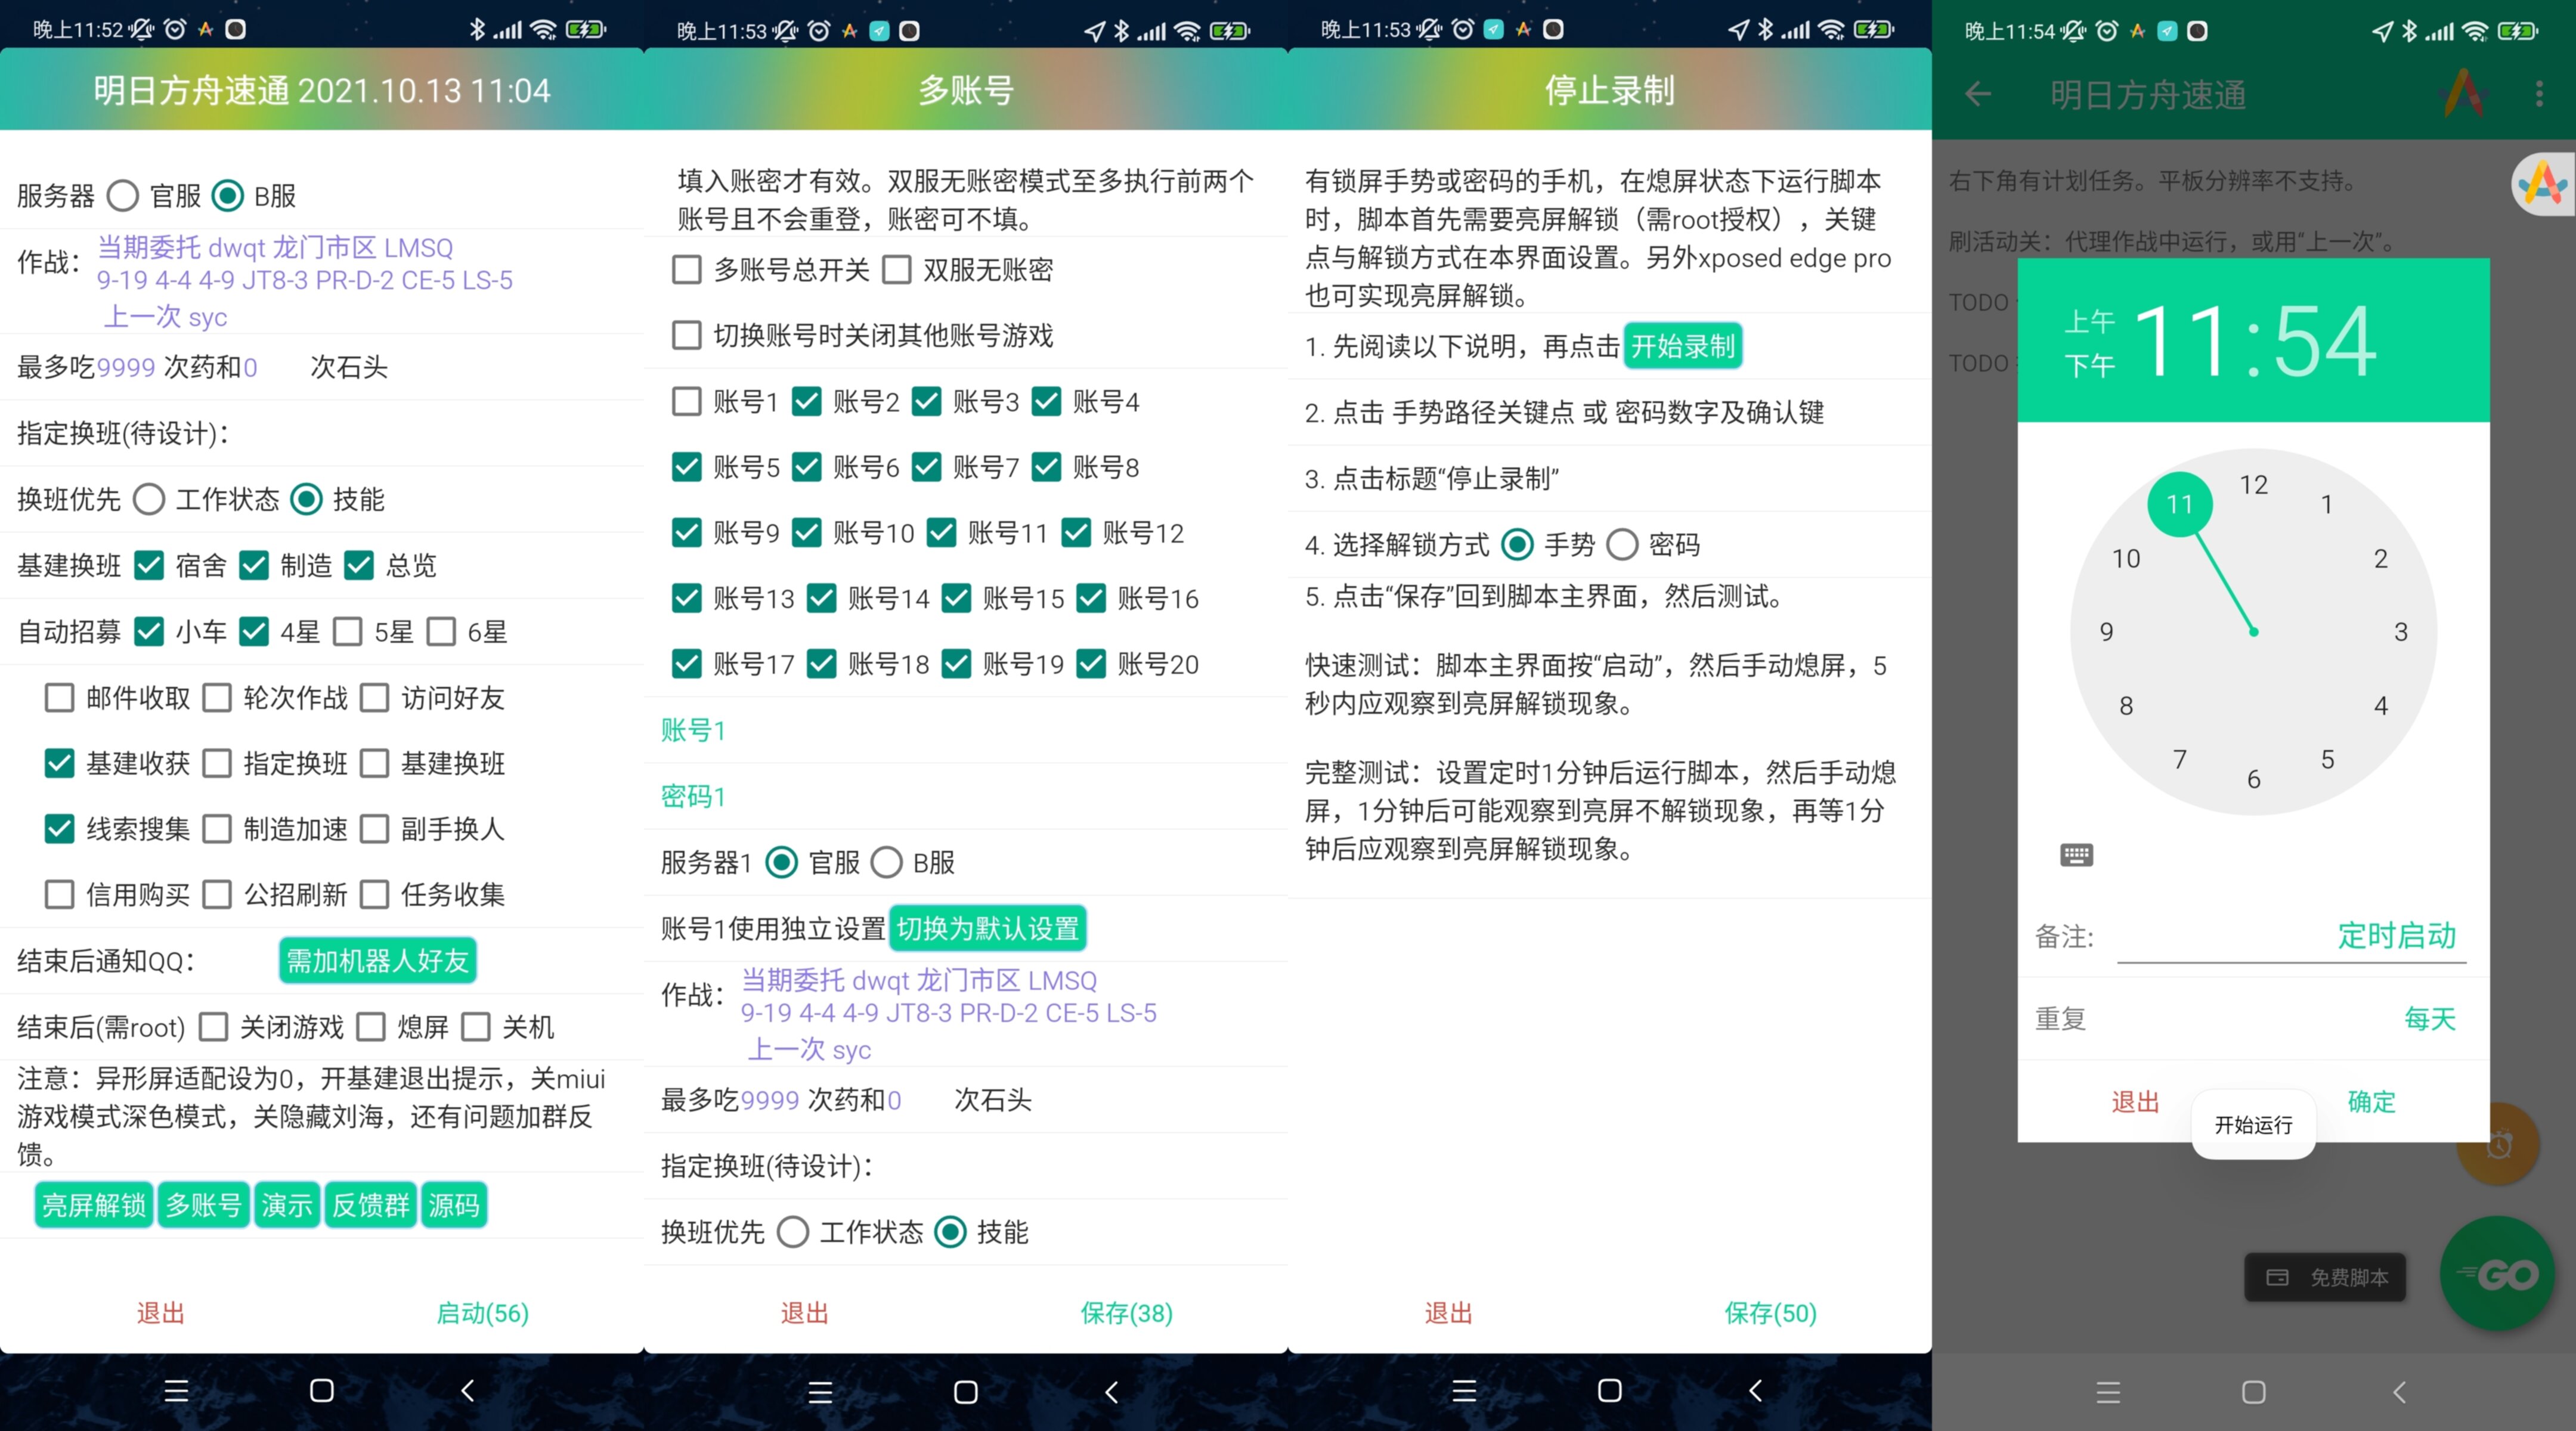 晚上11:52
明日方舟速通 2021.10.13 11:04
服务器 官服 B服
作战： 当期委托 dwqt 龙门市区 LMSQ
9-19 4-4 4-9 JT8-3 PR-D-2 CE-5 LS-5
上一次 syc
最多吃9999 次药和0 次石头
指定换班(待设计)：
换班优先 工作状态 技能
基建换班 宿舍 制造 总览
自动招募 小车 4星 5星 6星
邮件收取 轮次作战 访问好友
基建收获 指定换班 基建换班
线索搜集 制造加速 副手换人
信用购买 公招刷新 任务收集
结束后通知QQ： 需加机器人好友
结束后(需root) 关闭游戏 熄屏 关机
注意：异形屏适配设为0，开基建退出提示，关miui
游戏模式深色模式，关隐藏刘海，还有问题加群反
馈。
亮屏解锁 多账号 演示 反馈群 源码
退出 启动(56)
晚上11:53
多账号
填入账密才有效。双服无账密模式至多执行前两个
账号且不会重登，账密可不填。
多账号总开关 双服无账密
切换账号时关闭其他账号游戏
账号1 账号2 账号3 账号4
账号5 账号6 账号7 账号8
账号9 账号10 账号11 账号12
账号13 账号14 账号15 账号16
账号17 账号18 账号19 账号20
账号1
密码1
服务器1 官服 B服
账号1使用独立设置 切换为默认设置
作战： 当期委托 dwqt 龙门市区 LMSQ
9-19 4-4 4-9 JT8-3 PR-D-2 CE-5 LS-5
上一次 syc
最多吃9999 次药和0 次石头
指定换班(待设计)：
换班优先 工作状态 技能
退出 保存(38)
晚上11:53
停止录制
有锁屏手势或密码的手机，在熄屏状态下运行脚本
时，脚本首先需要亮屏解锁（需root授权），关键
点与解锁方式在本界面设置。另外xposed edge pro
也可实现亮屏解锁。
1. 先阅读以下说明，再点击 开始录制
2. 点击 手势路径关键点 或 密码数字及确认键
3. 点击标题“停止录制”
4. 选择解锁方式 手势 密码
5. 点击“保存”回到脚本主界面，然后测试。
快速测试：脚本主界面按“启动”，然后手动熄屏，5
秒内应观察到亮屏解锁现象。
完整测试：设置定时1分钟后运行脚本，然后手动熄
屏，1分钟后可能观察到亮屏不解锁现象，再等1分
钟后应观察到亮屏解锁现象。
退出 保存(50)
晚上11:54
明日方舟速通
右下角有计划任务。平板分辨率不支持。
刷活动关：代理作战中运行，或用“上一次”。
TODO
TODO
上午
下午
11:54
12
11 1
10 2
9 3
8 4
7 5
6
备注: 定时启动
重复 每天
退出 确定
开始运行
免费脚本
GO